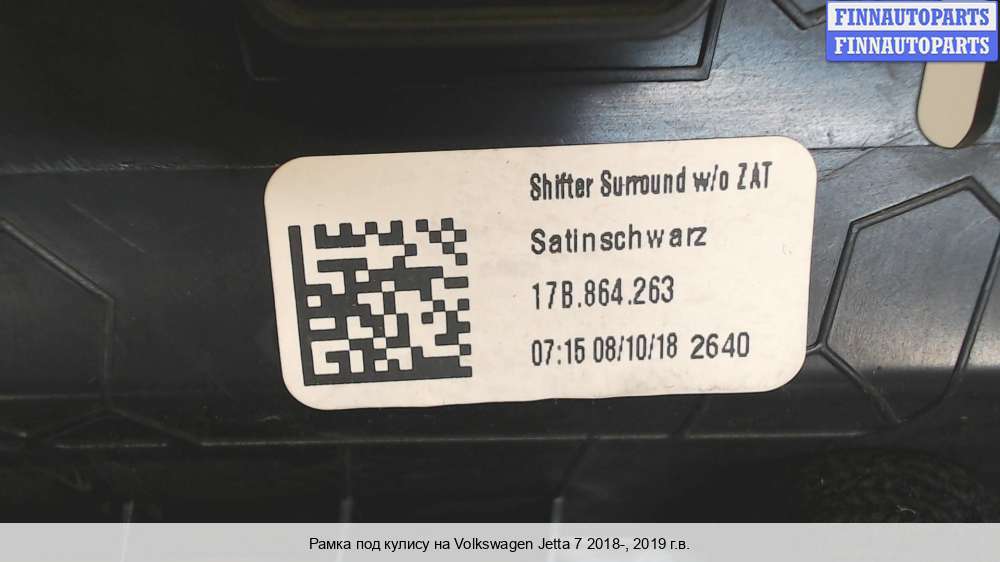 FINNAUTOPARTS
FINNAUTOPARTS
Shifter Surround w/o ZAT
Satinschwarz
17B.864.263
07:15 08/10/18 2640
Рамка под кулису на Volkswagen Jetta 7 2018-, 2019 г.в.